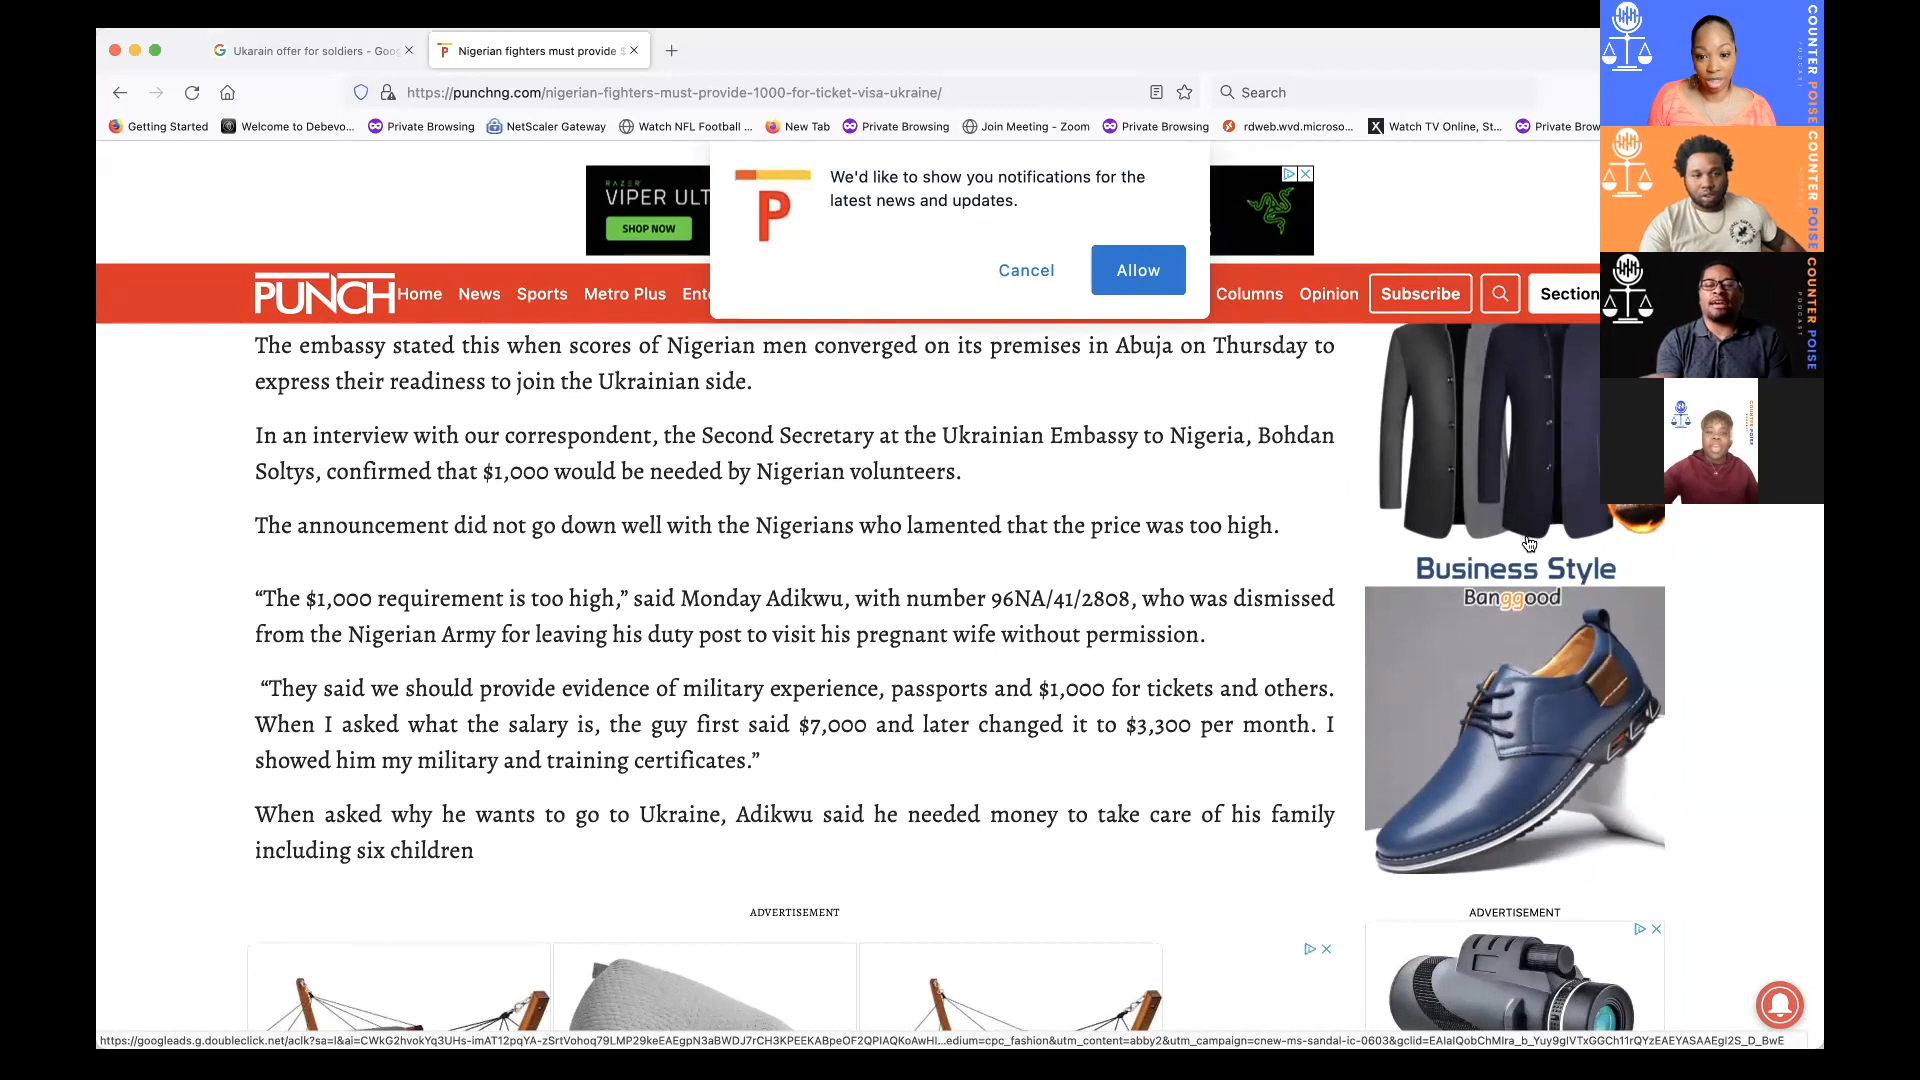 Ukarain offer for soldiers - Goog
Nigerian fighters must provide $
https://punchng.com/nigerian-fighters-must-provide-1000-for-ticket-visa-ukraine/
Search
Getting Started
Welcome to Debevo...
Private Browsing
NetScaler Gateway
Watch NFL Football ...
New Tab
Private Browsing
Join Meeting - Zoom
Private Browsing
rdweb.wvd.microso...
Watch TV Online, St...
Private Brow
RAZER
VIPER ULT
SHOP NOW
P
We'd like to show you notifications for the
latest news and updates.
Cancel
Allow
PUNCH
Home
News
Sports
Metro Plus
Ente
Columns
Opinion
Subscribe
Section
The embassy stated this when scores of Nigerian men converged on its premises in Abuja on Thursday to
express their readiness to join the Ukrainian side.
In an interview with our correspondent, the Second Secretary at the Ukrainian Embassy to Nigeria, Bohdan
Soltys, confirmed that $1,000 would be needed by Nigerian volunteers.
The announcement did not go down well with the Nigerians who lamented that the price was too high.
“The $1,000 requirement is too high,” said Monday Adikwu, with number 96NA/41/2808, who was dismissed
from the Nigerian Army for leaving his duty post to visit his pregnant wife without permission.
“They said we should provide evidence of military experience, passports and $1,000 for tickets and others.
When I asked what the salary is, the guy first said $7,000 and later changed it to $3,300 per month. I
showed him my military and training certificates.”
When asked why he wants to go to Ukraine, Adikwu said he needed money to take care of his family
including six children
ADVERTISEMENT
Business Style
Banggood
ADVERTISEMENT
COUNTER POISE
PODCAST
COUNTER POISE
PODCAST
COUNTER POISE
PODCAST
COUNTER POISE